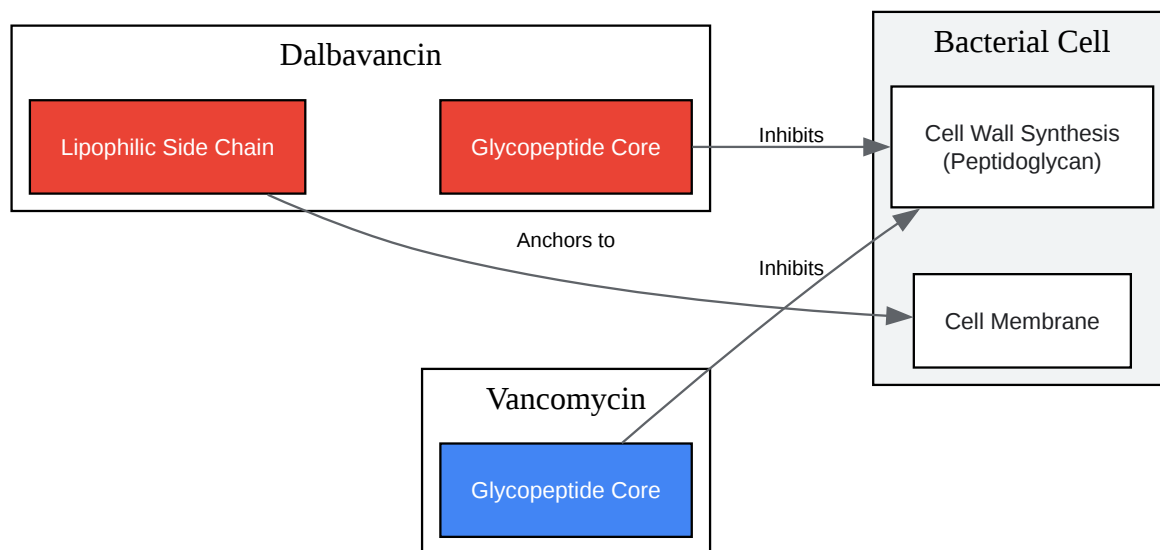 Dalbavancin
Lipophilic Side Chain
Glycopeptide Core
Inhibits
Bacterial Cell
Cell Wall Synthesis
(Peptidoglycan)
Anchors to
Inhibits
Cell Membrane
Vancomycin
Glycopeptide Core